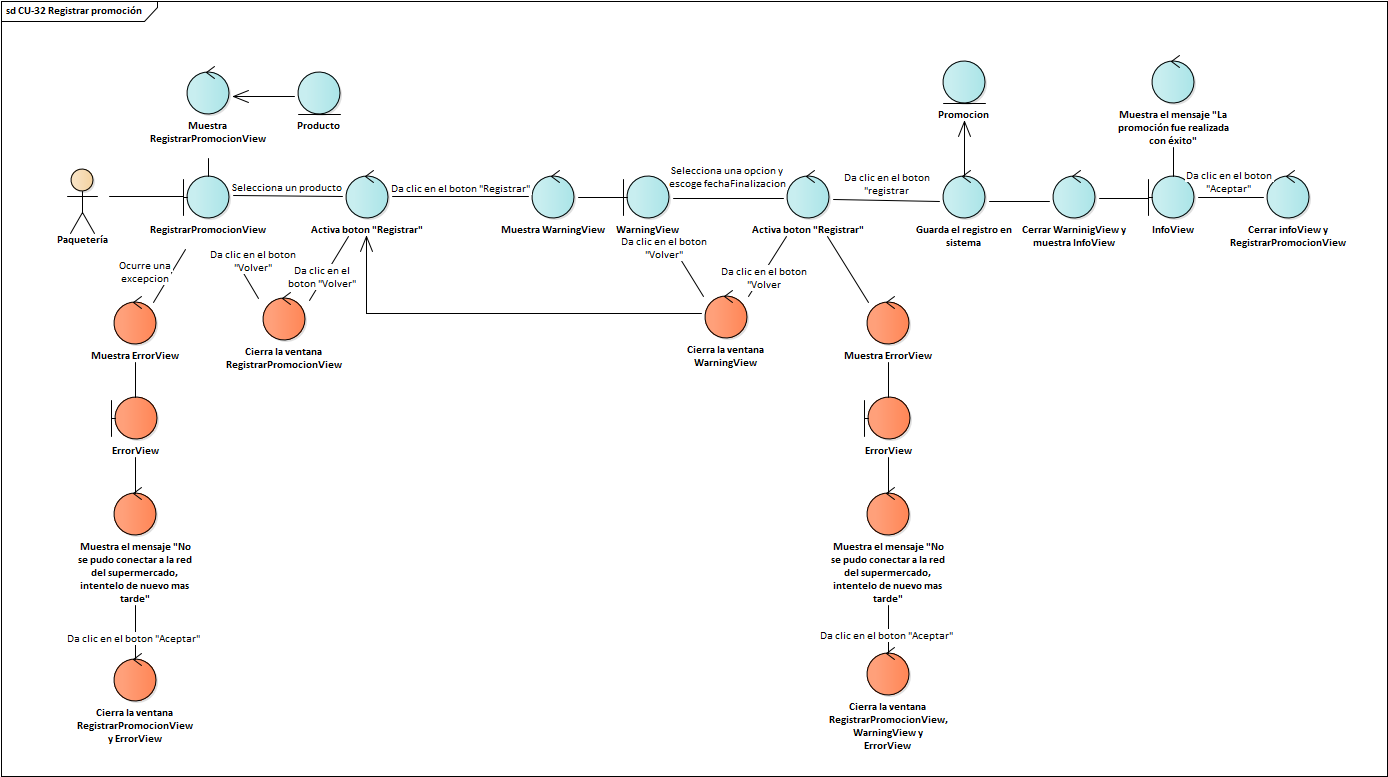 sd CU-32 Registrar promoción
Muestra
RegistrarPromocionView
Producto
Promocion
Muestra el mensaje "La
promoción fue realizada
con éxito"
Paquetería
RegistrarPromocionView
Selecciona un producto
Activa boton "Registrar"
Da clic en el boton "Registrar"
Muestra WarningView
WarningView
Selecciona una opcion y
escoge fechaFinalizacion
Activa boton "Registrar"
Da clic en el boton
"registrar
Guarda el registro en
sistema
Cerrar WarninigView y
muestra InfoView
InfoView
Da clic en el boton
"Aceptar"
Cerrar infoView y
RegistrarPromocionView
Ocurre una
excepcion
Da clic en el boton
"Volver"
Da clic en el
boton "Volver"
Da clic en el boton
"Volver"
Da clic en el boton
"Volver
Muestra ErrorView
Cierra la ventana
RegistrarPromocionView
Cierra la ventana
WarningView
Muestra ErrorView
ErrorView
ErrorView
Muestra el mensaje "No
se pudo conectar a la red
del supermercado,
intentelo de nuevo mas
tarde"
Muestra el mensaje "No
se pudo conectar a la red
del supermercado,
intentelo de nuevo mas
tarde"
Da clic en el boton "Aceptar"
Da clic en el boton "Aceptar"
Cierra la ventana
RegistrarPromocionView
y ErrorView
Cierra la ventana
RegistrarPromocionView,
WarningView y
ErrorView